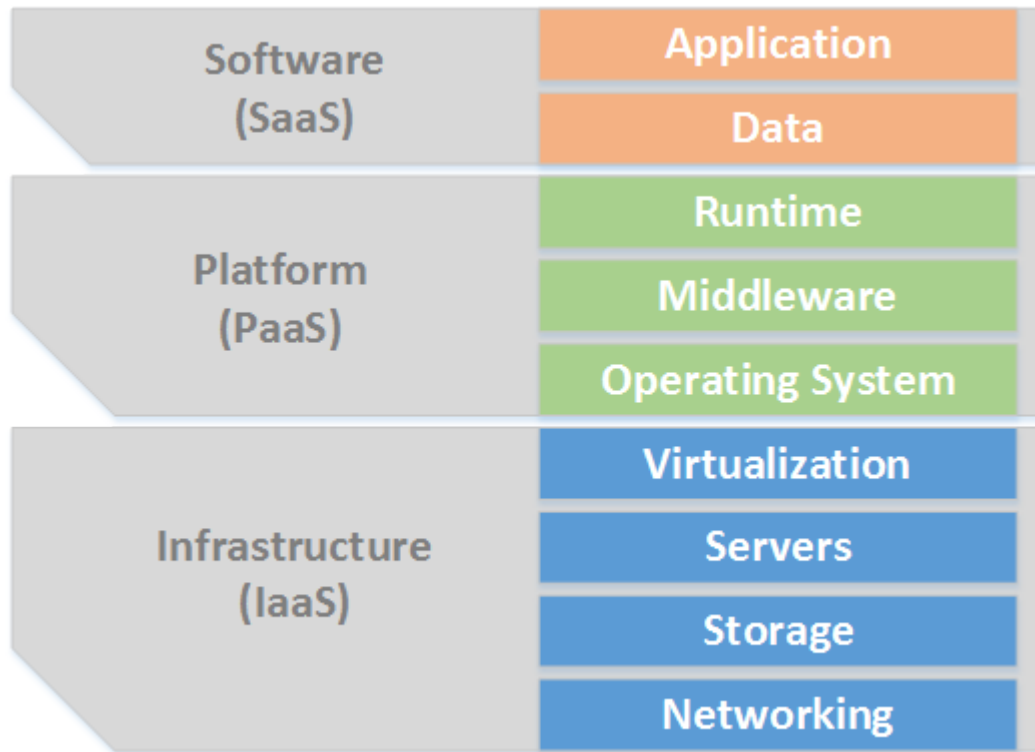 Software
(SaaS)
Application
Data
Platform
(PaaS)
Runtime
Middleware
Operating System
Infrastructure
(IaaS)
Virtualization
Servers
Storage
Networking